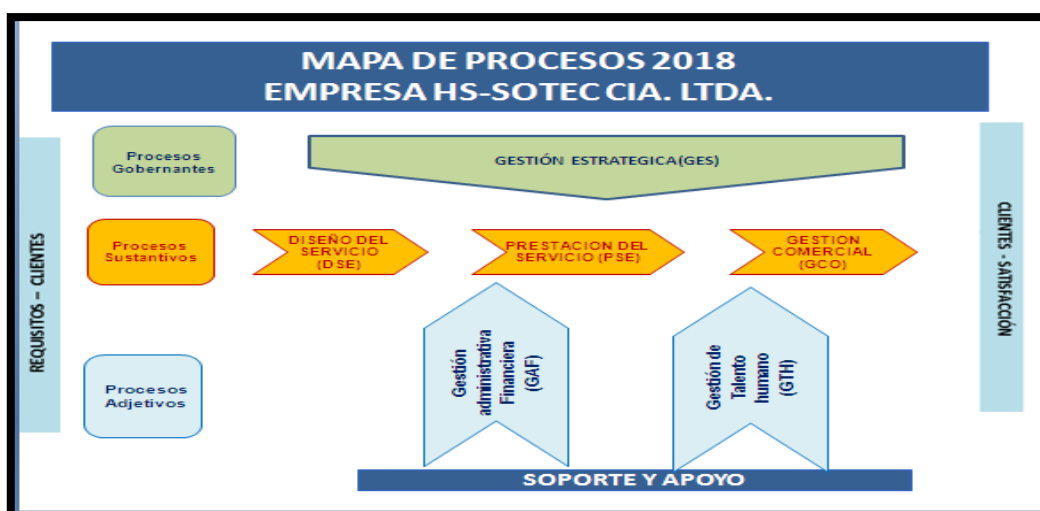 MAPA DE PROCESOS 2018
EMPRESA HS-SOTEC CIA. LTDA.
REQUISITOS – CLIENTES
Procesos
Gobernantes
GESTIÓN ESTRATEGICA(GES)
Procesos
Sustantivos
DISEÑO DEL
SERVICIO
(DSE)
PRESTACION DEL
SERVICIO (PSE)
GESTION
COMERCIAL
(GCO)
Procesos
Adjetivos
Gestión
administrativa
Financiera
(GAF)
Gestión de
Talento
humano
(GTH)
SOPORTE Y APOYO
CLIENTES - SATISFACCIÓN